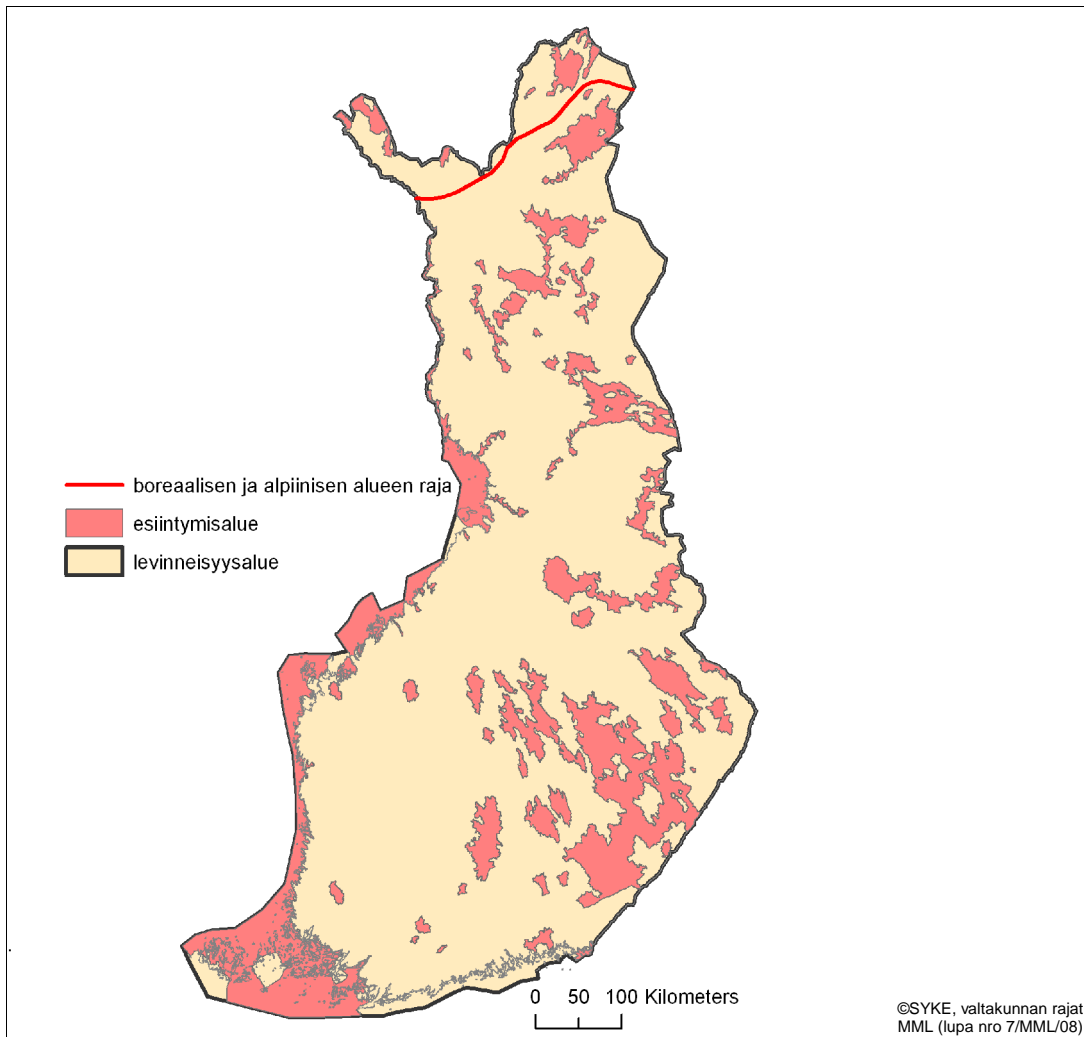 boreaalisen ja alpiinisen alueen raja
esiintymisalue
levinneisyysalue
0 50 100 Kilometers
©SYKE, valtakunnan rajat
MML (lupa nro 7/MML/08)